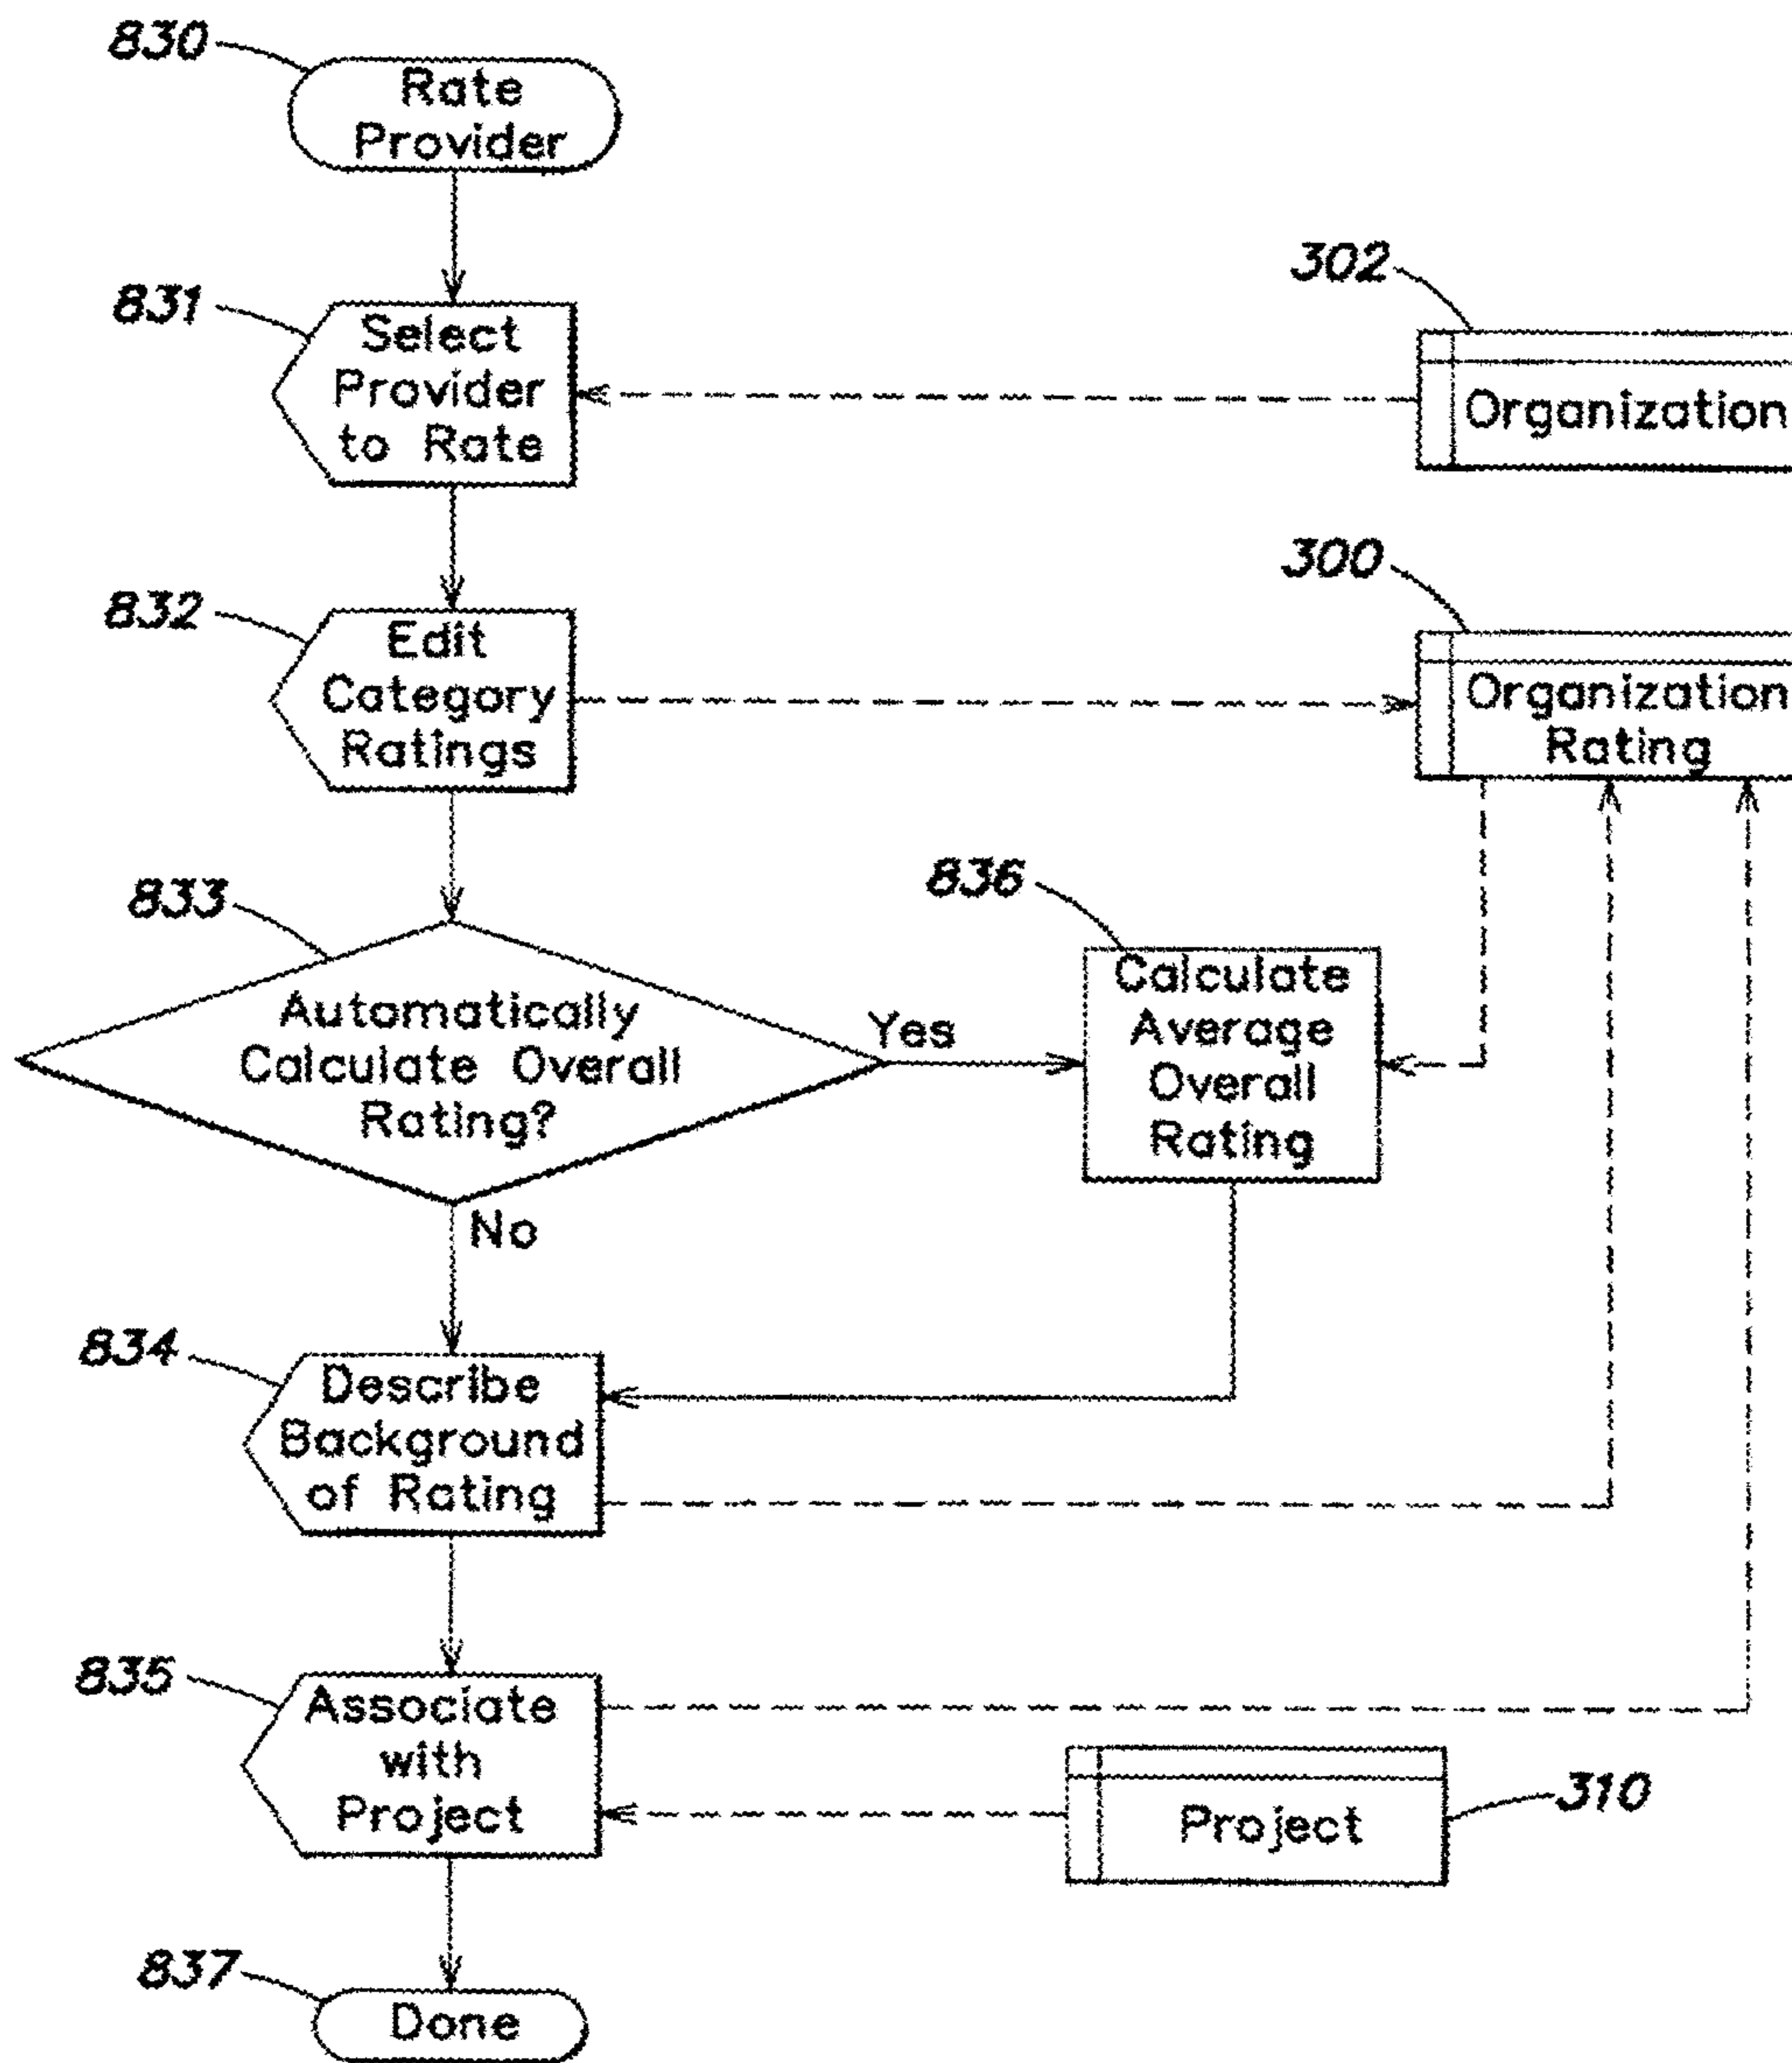 830
Rate
Provider
831
Select
Provider
to Rate
302
Organization
832
Edit
Category
Ratings
300
Organization
Rating
833
Automatically
Calculate Overall
Rating?
Yes
No
836
Calculate
Average
Overall
Rating
834
Describe
Background
of Rating
835
Associate
with
Project
Project
310
837
Done